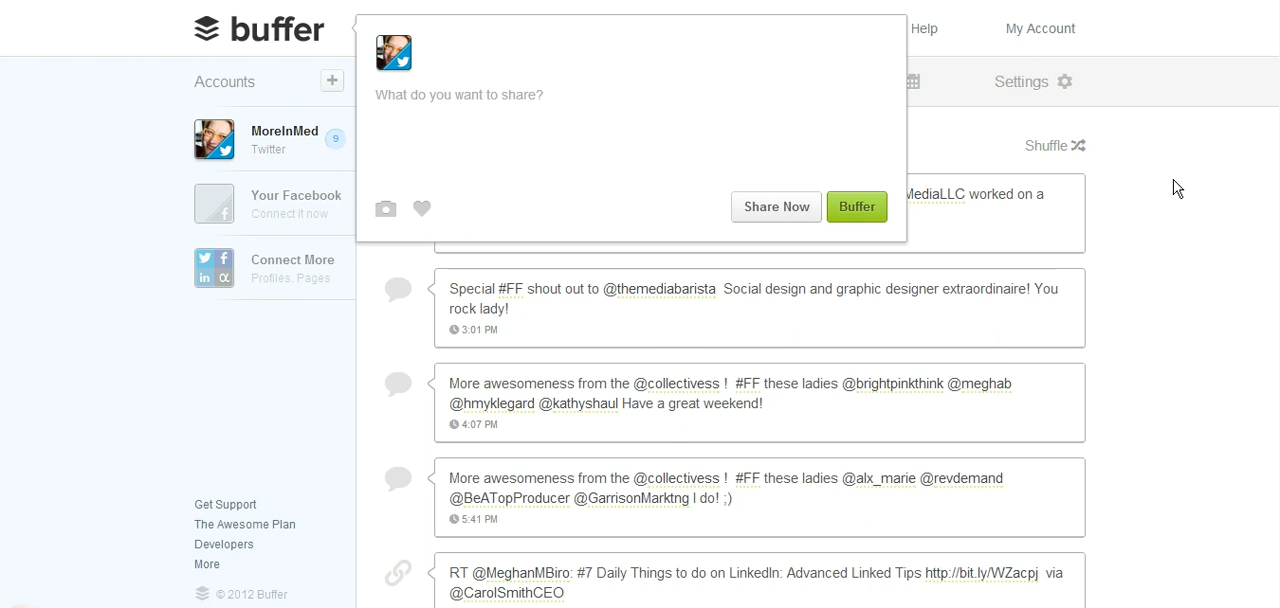 buffer
Help
My Account
Accounts
+
Settings
What do you want to share?
MoreInMed
Twitter
9
Shuffle
Your Facebook
Connect it now
Share Now
Buffer
MediaLLC worked on a
Connect More
Profiles, Pages
Special #FF shout out to @themediabarista Social design and graphic designer extraordinaire! You
rock lady!
3:01 PM
More awesomeness from the @collectivess ! #FF these ladies @brightpinkthink @meghab
@hmyklegard @kathyshaul Have a great weekend!
4:07 PM
More awesomeness from the @collectivess ! #FF these ladies @alx_marie @revdemand
@BeATopProducer @GarrisonMarktng I do! ;)
5:41 PM
Get Support
The Awesome Plan
Developers
More
© 2012 Buffer
RT @MeghanMBiro: #7 Daily Things to do on LinkedIn: Advanced Linked Tips http://bit.ly/WZacpj via
@CarolSmithCEO